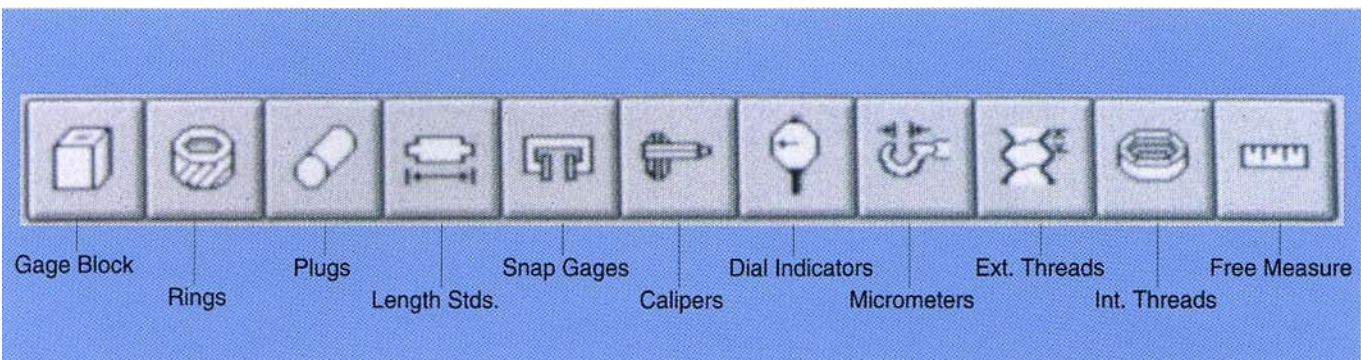 Gage Block
Rings
Plugs
Length Stds.
Snap Gages
Calipers
Dial Indicators
Micrometers
Ext. Threads
Int. Threads
Free Measure